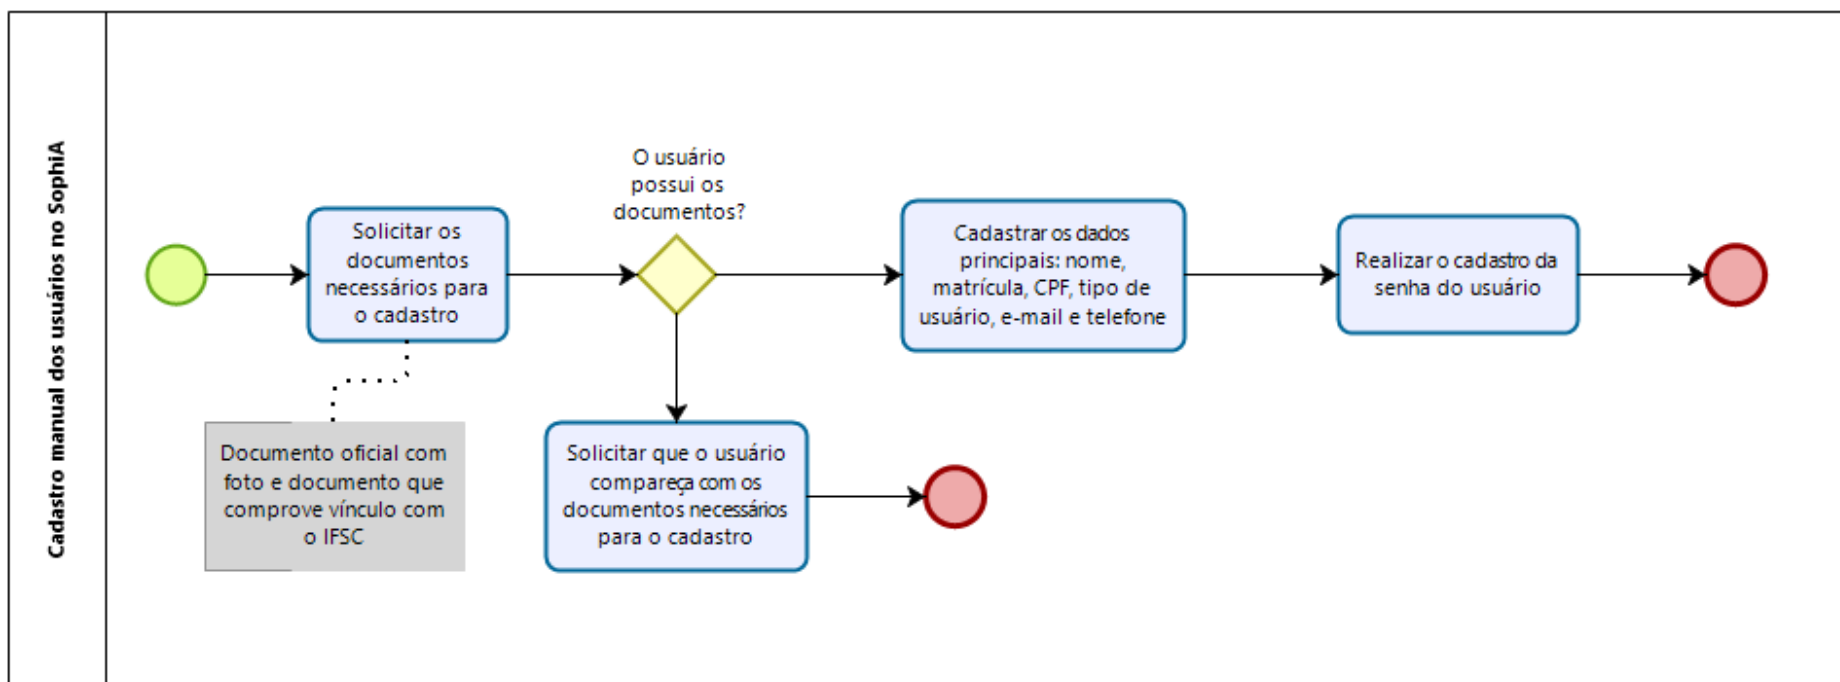 Cadastro manual dos usuários no SophiA
Solicitar os
documentos
necessários para
o cadastro
Documento oficial com
foto e documento que
comprove vínculo com
o IFSC
O usuário
possui os
documentos?
Solicitar que o usuário
compareça com os
documentos necessários
para o cadastro
Cadastrar os dados
principais: nome,
matrícula, CPF, tipo de
usuário, e-mail e telefone
Realizar o cadastro da
senha do usuário